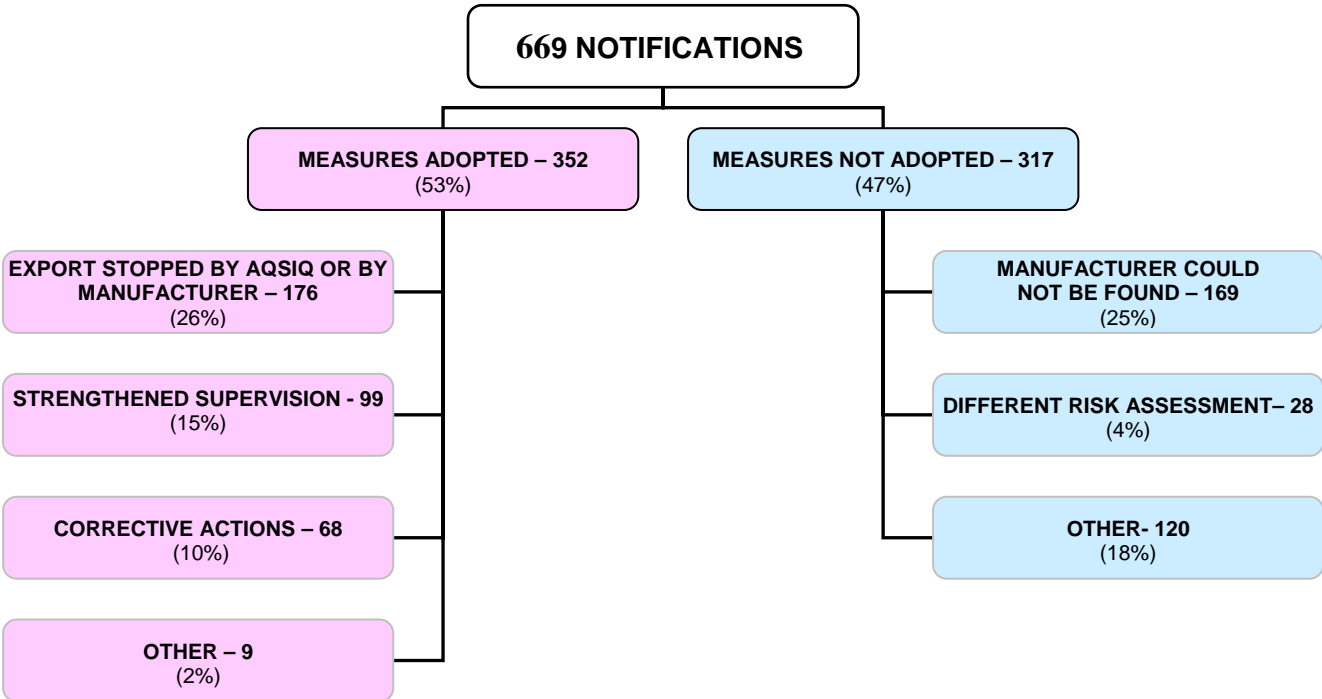 669 NOTIFICATIONS
MEASURES ADOPTED – 352
(53%)
MEASURES NOT ADOPTED – 317
(47%)
EXPORT STOPPED BY AQSIQ OR BY
MANUFACTURER – 176
(26%)
STRENGTHENED SUPERVISION - 99
(15%)
CORRECTIVE ACTIONS – 68
(10%)
OTHER – 9
(2%)
MANUFACTURER COULD
NOT BE FOUND – 169
(25%)
DIFFERENT RISK ASSESSMENT– 28
(4%)
OTHER- 120
(18%)